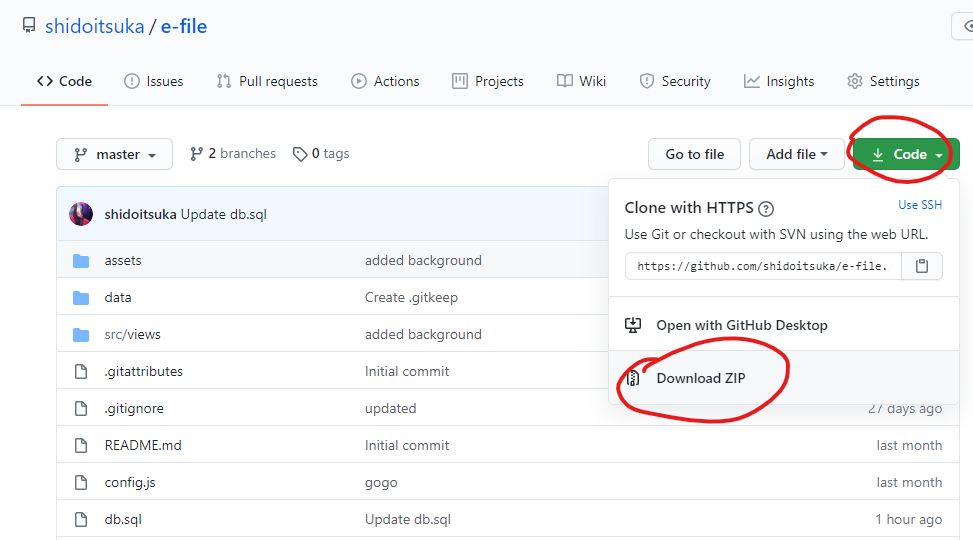 shidoitsuka / e-file
Code Issues Pull requests Actions Projects Wiki Security Insights Settings
master 2 branches 0 tags Go to file Add file Code
shidoitsuka Update db.sql
Clone with HTTPS Use SSH
Use Git or checkout with SVN using the web URL.
https://github.com/shidoitsuka/e-file.
Open with GitHub Desktop
Download ZIP
assets added background
data Create .gitkeep
src/views added background
.gitattributes Initial commit
.gitignore updated 27 days ago
README.md Initial commit last month
config.js gogo last month
db.sql Update db.sql 1 hour ago